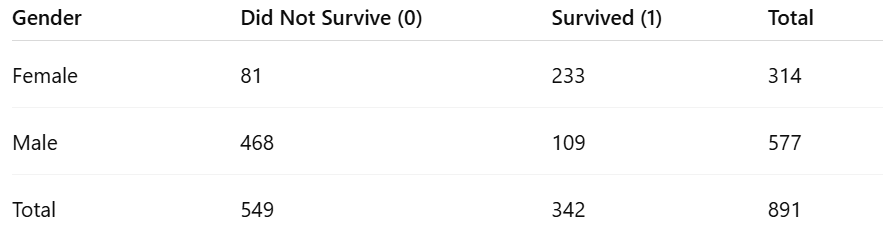 Gender Did Not Survive (0) Survived (1) Total
Female 81 233 314
Male 468 109 577
Total 549 342 891